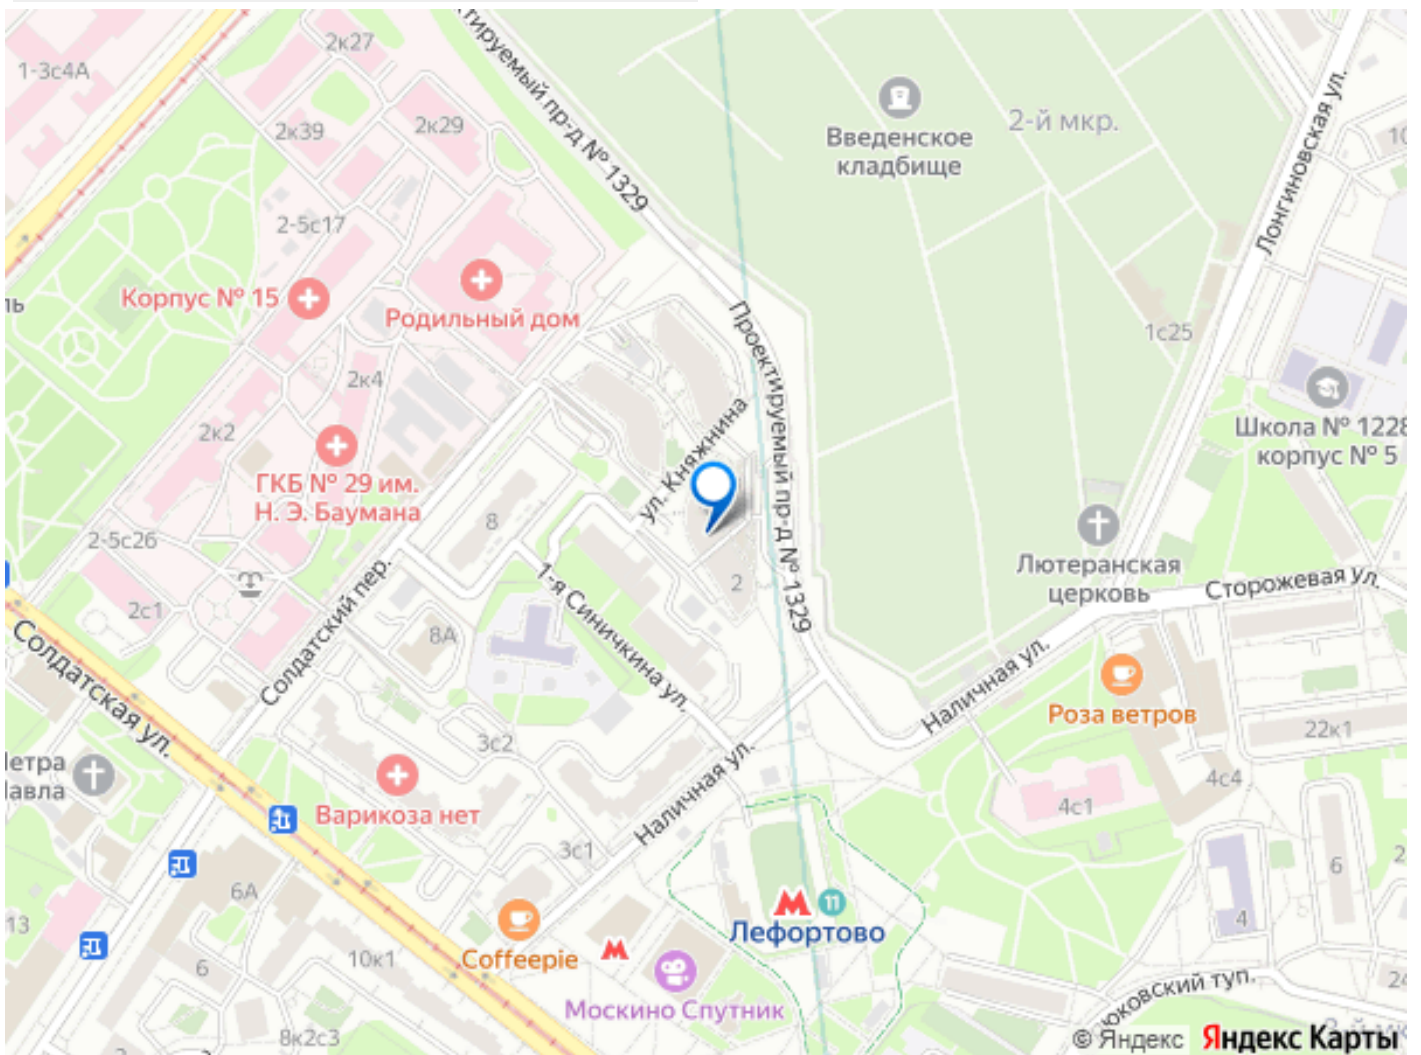 2к27
1-3с4А
2к39
2к29
2-5с17
Корпус № 15
Родильный дом
2к4
2к2
ГКБ № 29 им.
Н. Э. Баумана
2-5с26
2с1
Солдатский пер.
Солдатская ул.
8
8А
1-я Синичкина ул.
ул. Княжнина
2
Проектируемый пр-д № 1329
пр-д № 1329
Введенское
кладбище
2-й мкр.
Лонгиновская ул.
1с25
Школа № 1228
корпус № 5
Лютеранская
церковь
Сторожевая ул.
Наличная ул.
Роза ветров
22к1
4с4
4с1
6
4
3с2
Варикоза нет
Наличная ул.
3с1
6А
13
6
10к1
8к2с3
Coffeepie
Москино Спутник
11
Лефортово
24
© Яндекс
Яндекс Карты